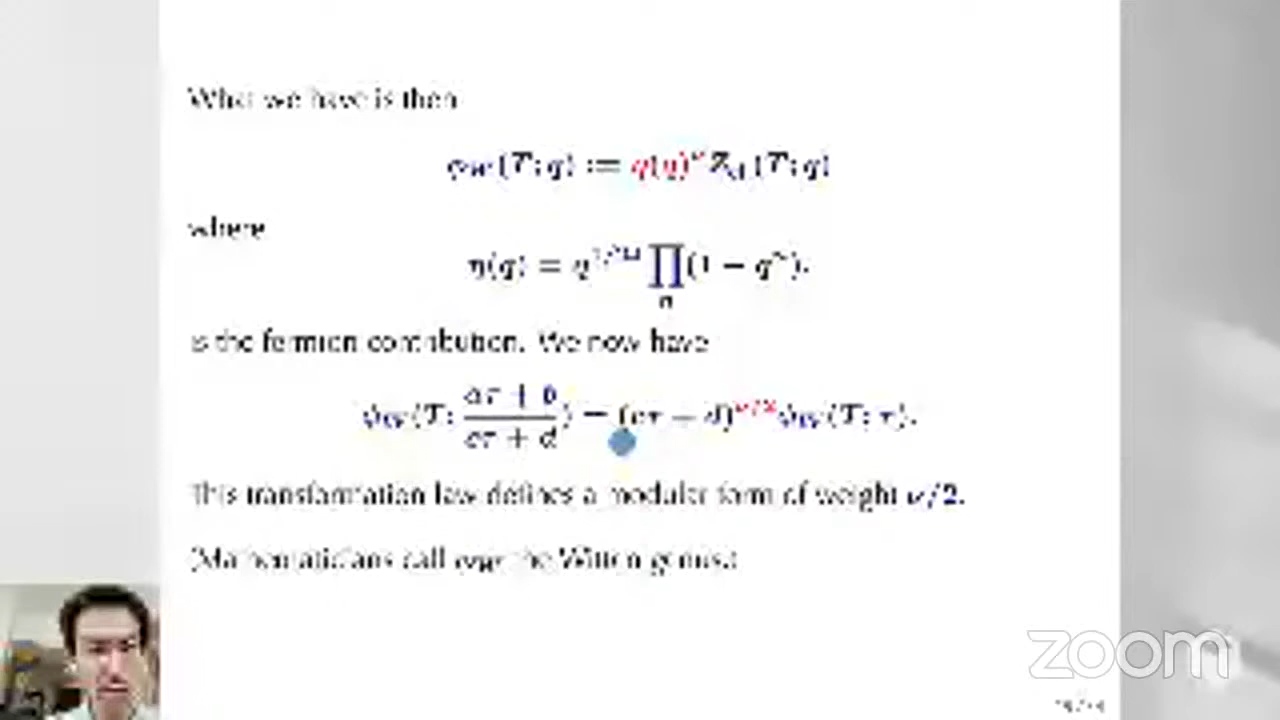 What we have is then
φ_W(T; q) := η(q)^ν Z_ell(T; q)
where
η(q) = q^{1/24} ∏_n (1 − q^n).
is the fermion contribution. We now have
φ_W(T; (aτ + b)/(cτ + d)) = (cτ + d)^{ν/2} φ_W(T; τ).
This transformation law defines a modular form of weight ν/2.
(Mathematicians call φ_W the Witten genus.)
zoom